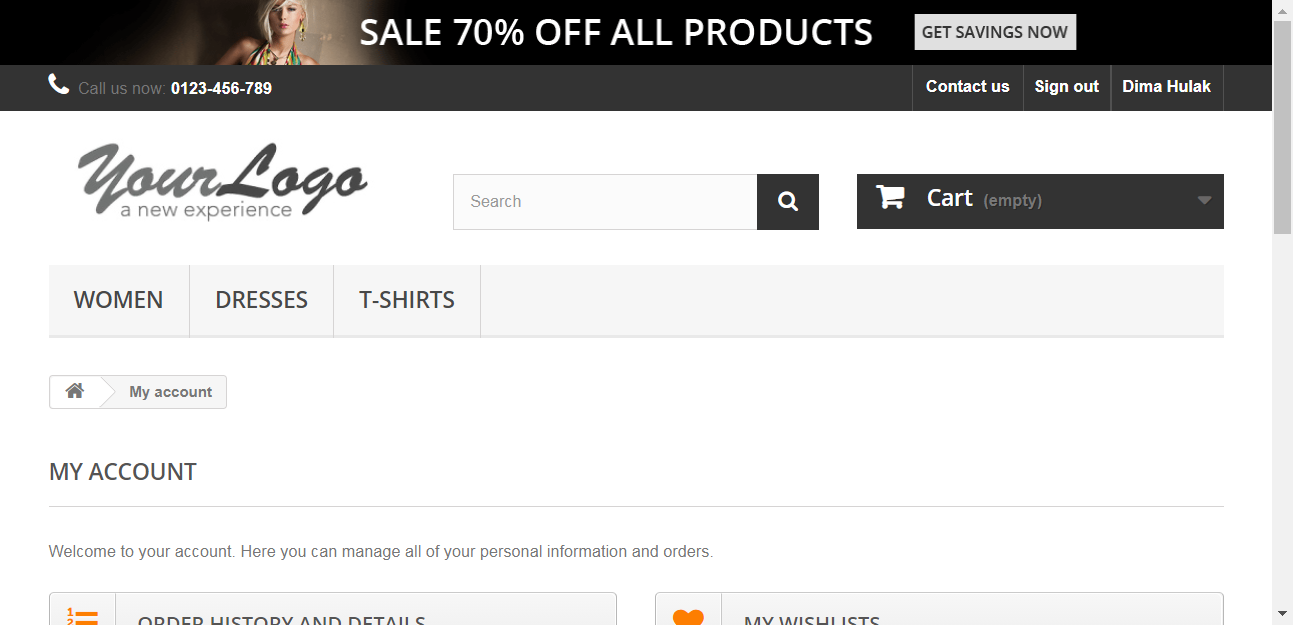 SALE 70% OFF ALL PRODUCTS GET SAVINGS NOW
Call us now: 0123-456-789 Contact us Sign out Dima Hulak
YourLogo
a new experience
Search Cart (empty)
WOMEN DRESSES T-SHIRTS
My account
MY ACCOUNT
Welcome to your account. Here you can manage all of your personal information and orders.
1
2
ORDER HISTORY AND DETAILS MY WISHLISTS